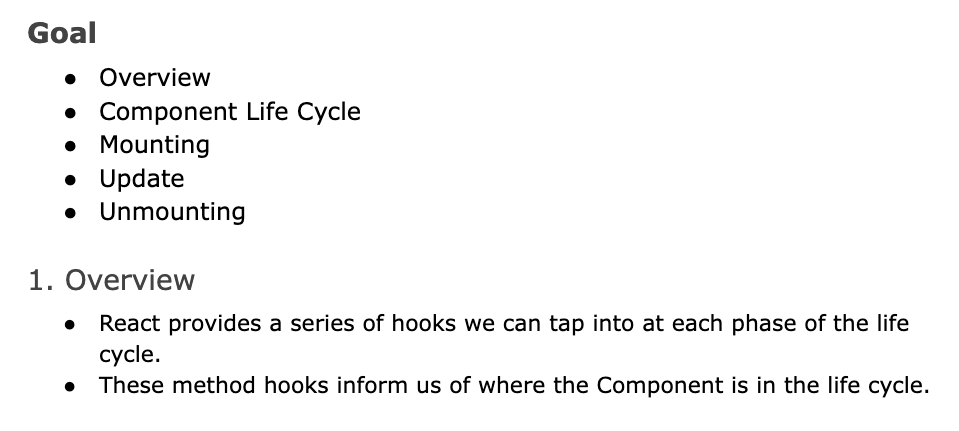 Goal
● Overview
● Component Life Cycle
● Mounting
● Update
● Unmounting
1. Overview
● React provides a series of hooks we can tap into at each phase of the life
cycle.
● These method hooks inform us of where the Component is in the life cycle.